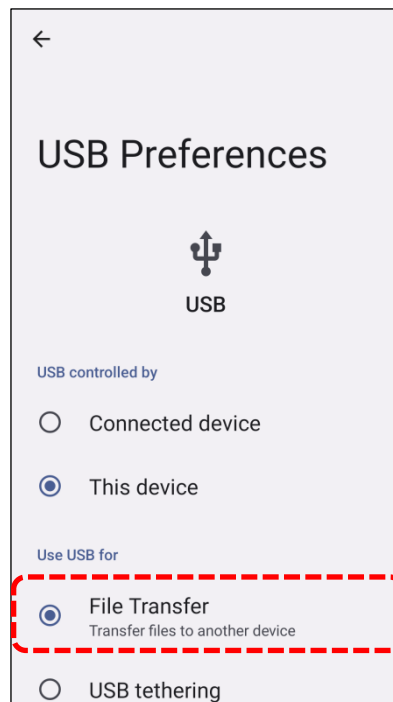 USB Preferences
USB
USB controlled by
Connected device
This device
Use USB for
File Transfer
Transfer files to another device
USB tethering